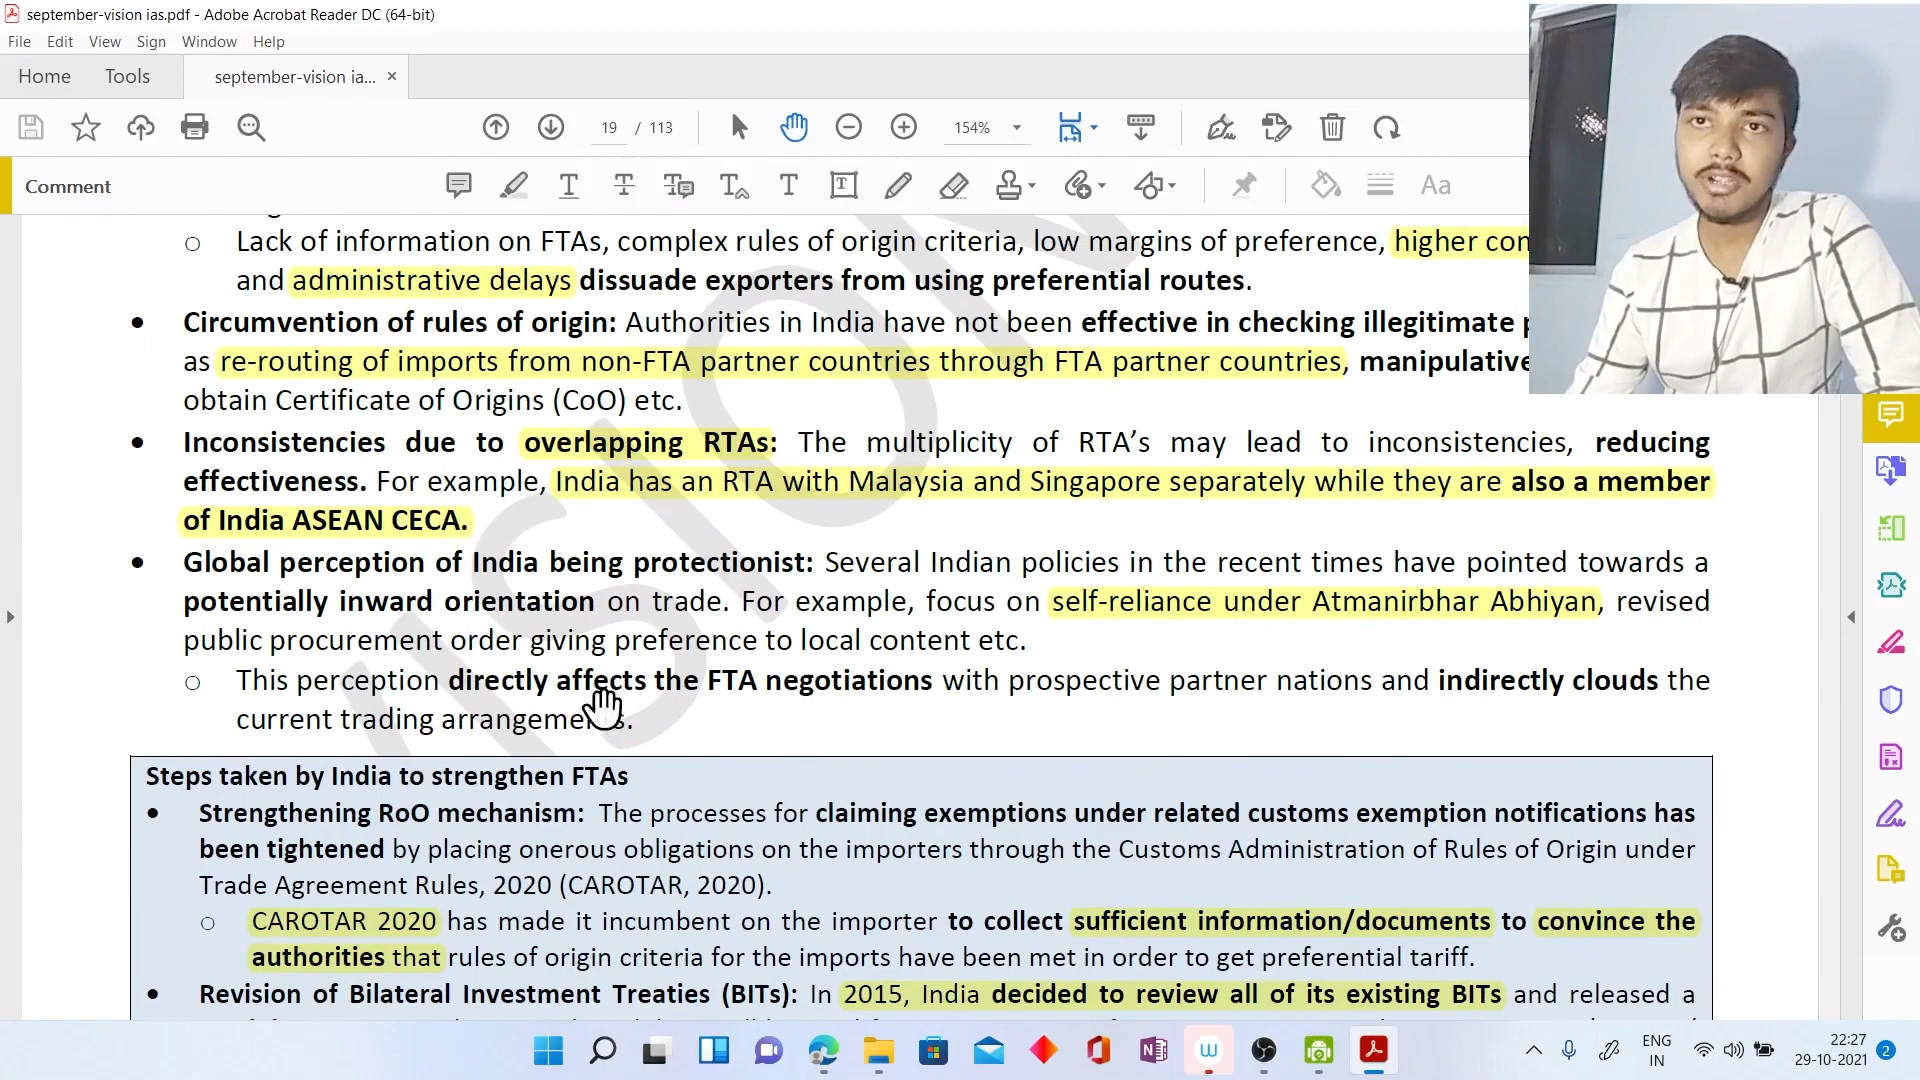 september-vision ias.pdf - Adobe Acrobat Reader DC (64-bit)
File Edit View Sign Window Help
Home Tools september-vision ia... ×
19 / 113 154%
Comment
Aa
Lack of information on FTAs, complex rules of origin criteria, low margins of preference, higher
and administrative delays dissuade exporters from using preferential routes.
Circumvention of rules of origin: Authorities in India have not been effective in checking illegitimate
as re-routing of imports from non-FTA partner countries through FTA partner countries, manipulative
obtain Certificate of Origins (CoO) etc.
Inconsistencies due to overlapping RTAs: The multiplicity of RTA's may lead to inconsistencies, reducing
effectiveness. For example, India has an RTA with Malaysia and Singapore separately while they are also a member
of India ASEAN CECA.
Global perception of India being protectionist: Several Indian policies in the recent times have pointed towards a
potentially inward orientation on trade. For example, focus on self-reliance under Atmanirbhar Abhiyan, revised
public procurement order giving preference to local content etc.
This perception directly affects the FTA negotiations with prospective partner nations and indirectly clouds the
current trading arrangements.
Steps taken by India to strengthen FTAs
Strengthening RoO mechanism: The processes for claiming exemptions under related customs exemption notifications has
been tightened by placing onerous obligations on the importers through the Customs Administration of Rules of Origin under
Trade Agreement Rules, 2020 (CAROTAR, 2020).
CAROTAR 2020 has made it incumbent on the importer to collect sufficient information/documents to convince the
authorities that rules of origin criteria for the imports have been met in order to get preferential tariff.
Revision of Bilateral Investment Treaties (BITs): In 2015, India decided to review all of its existing BITs and released a
VISION
ENG
IN
22:27
29-10-2021
2